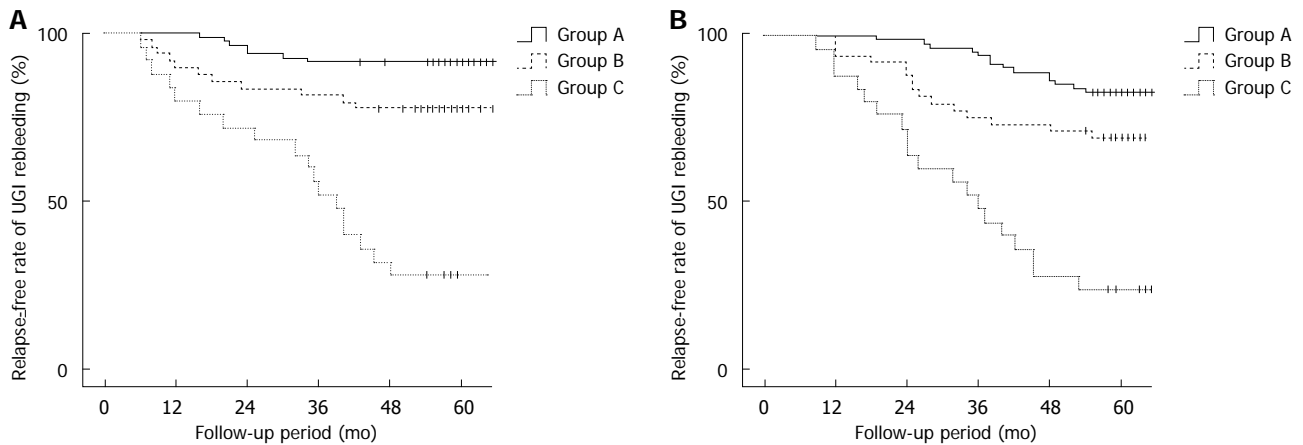 A
Relapse-free rate of UGI rebleeding (%)
100
50
0
0 12 24 36 48 60
Follow-up period (mo)
Group A
Group B
Group C
B
Relapse-free rate of UGI rebleeding (%)
100
50
0
0 12 24 36 48 60
Follow-up period (mo)
Group A
Group B
Group C